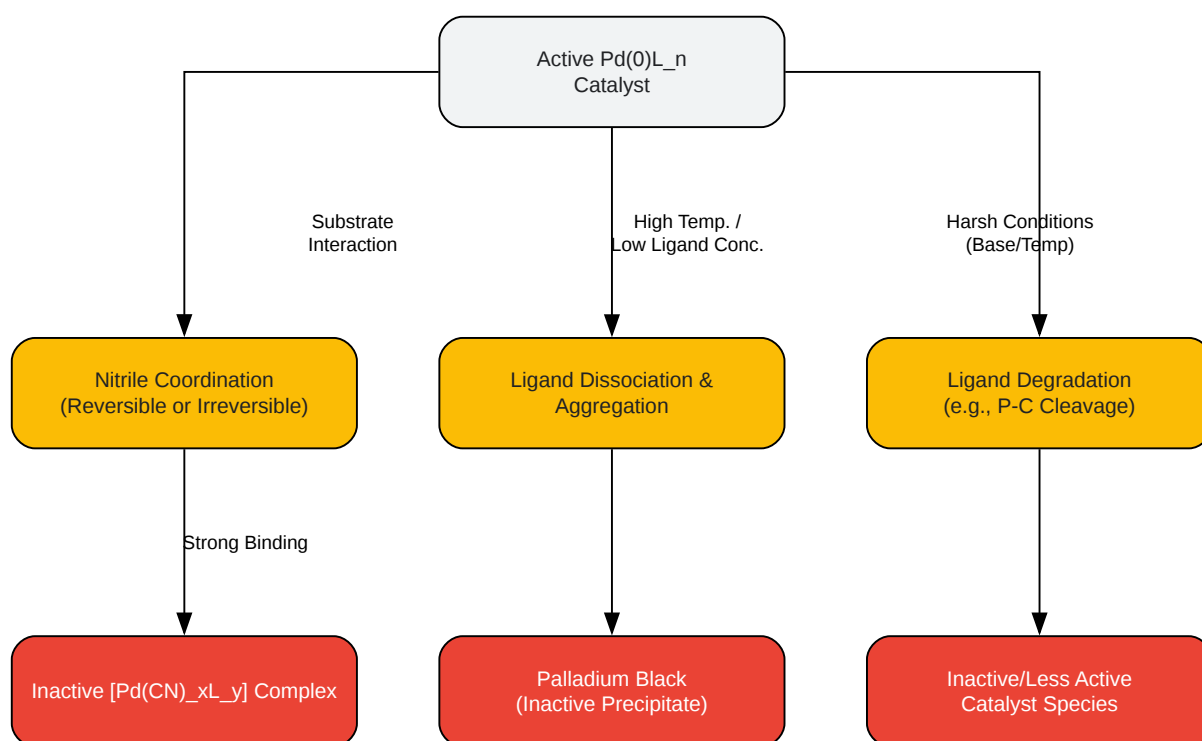 Active Pd(0)L_n
Catalyst
Substrate
Interaction
High Temp. /
Low Ligand Conc.
Harsh Conditions
(Base/Temp)
Nitrile Coordination
(Reversible or Irreversible)
Ligand Dissociation &
Aggregation
Ligand Degradation
(e.g., P-C Cleavage)
Strong Binding
Inactive [Pd(CN)_xL_y] Complex
Palladium Black
(Inactive Precipitate)
Inactive/Less Active
Catalyst Species